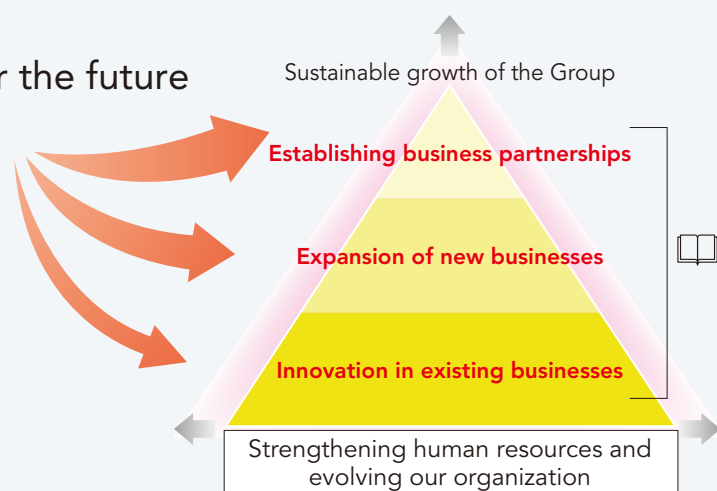 r the future
Sustainable growth of the Group
Establishing business partnerships
Expansion of new businesses
Innovation in existing businesses
Strengthening human resources and
evolving our organization